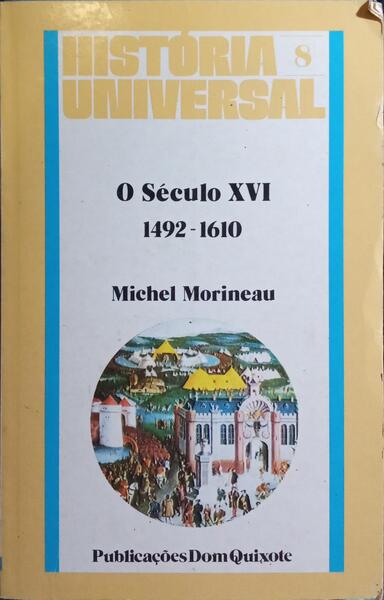 HISTÓRIA 8
UNIVERSAL
O Século XVI
1492-1610
Michel Morineau
Publicações Dom Quixote